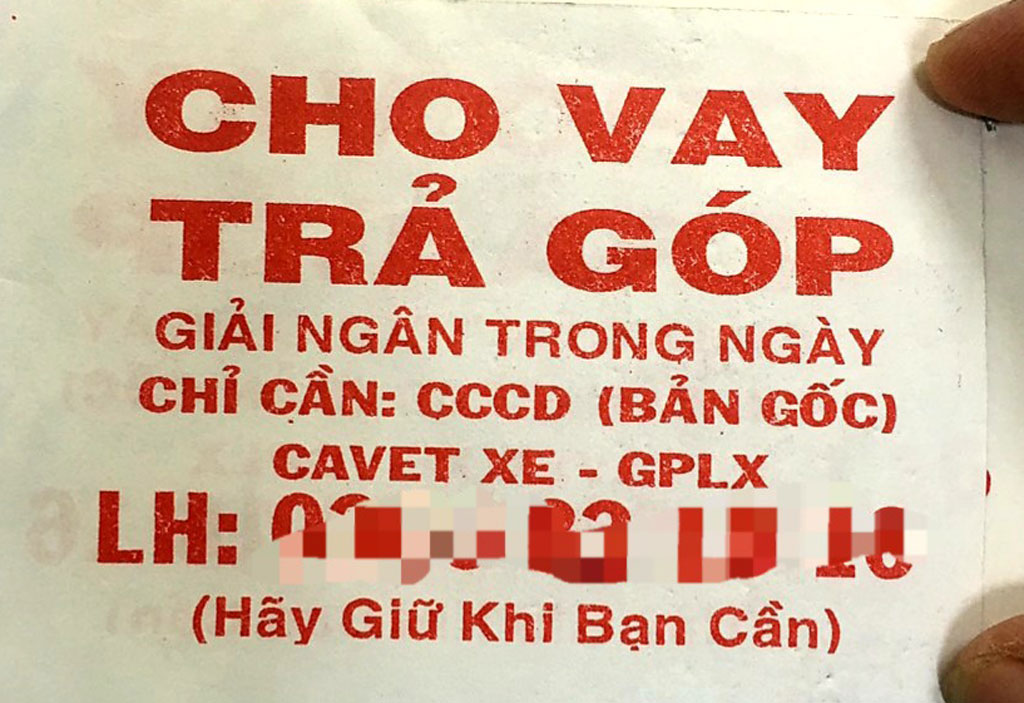 CHO VAY
TRẢ GÓP
GIẢI NGÂN TRONG NGÀY
CHỈ CẦN: CCCD (BẢN GỐC)
CAVET XE - GPLX
LH:
(Hãy Giữ Khi Bạn Cần)